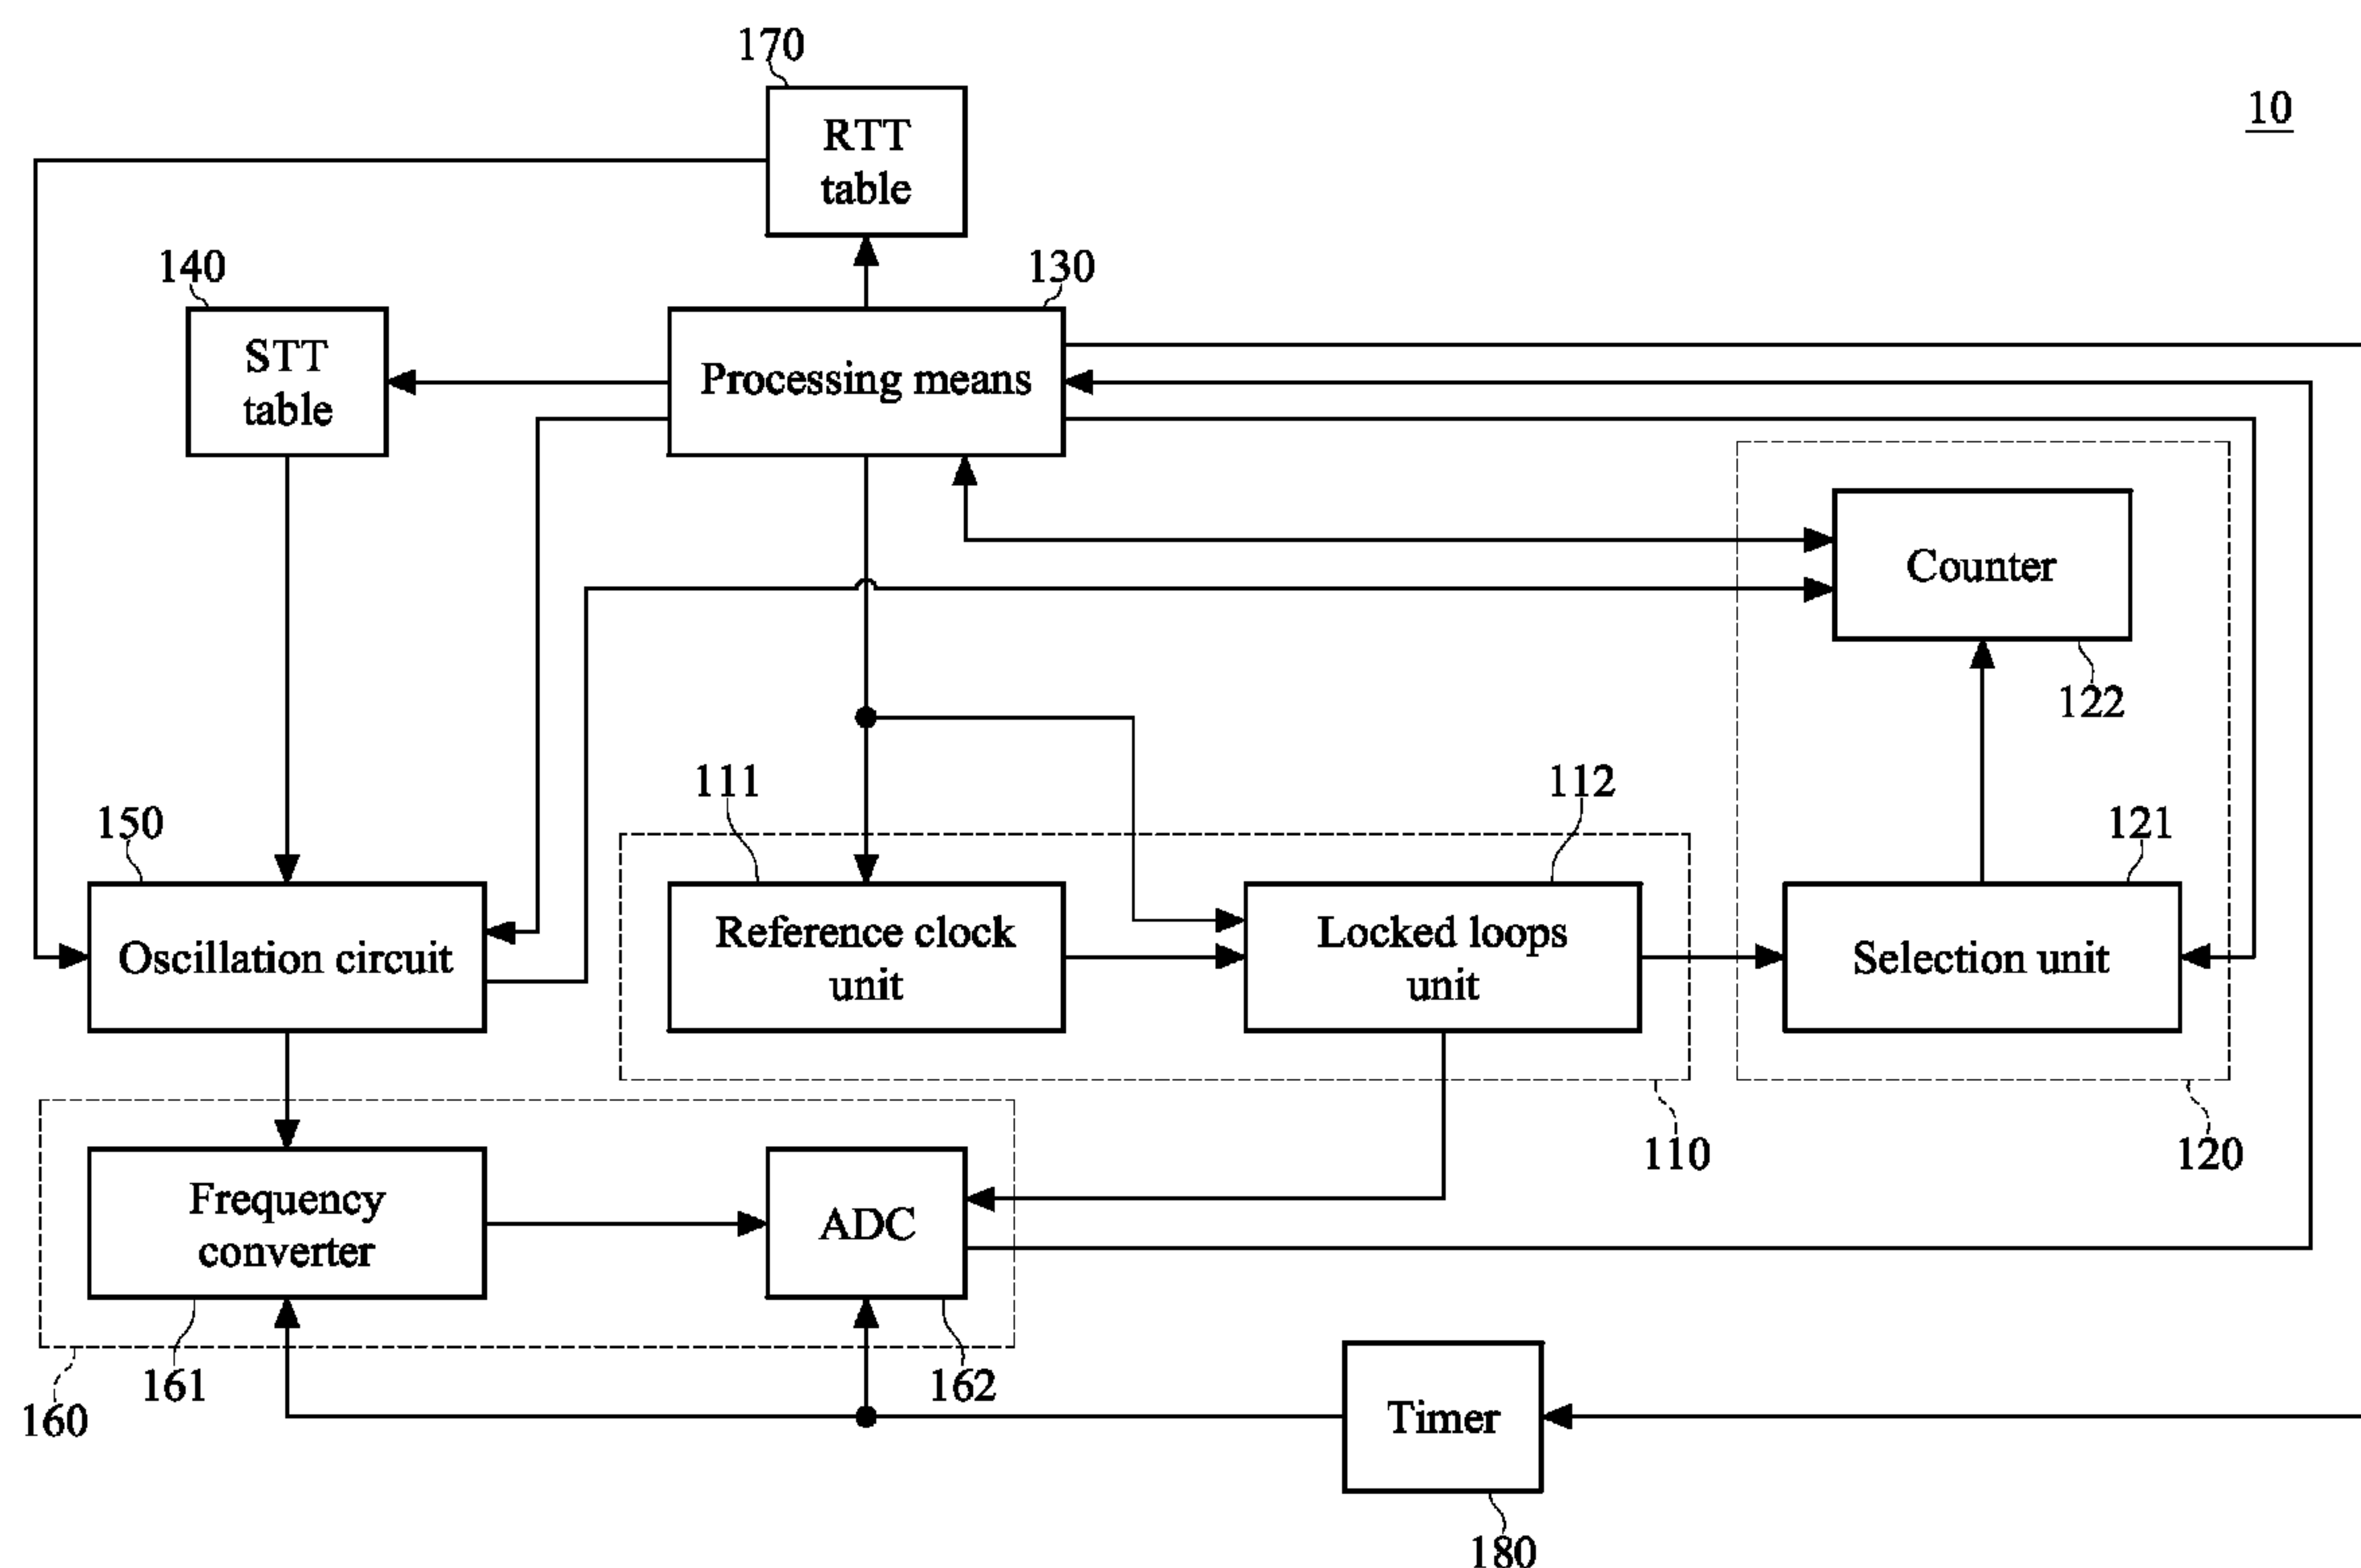 170
10
RTT
table
140
130
STT
table
Processing means
Counter
122
111
112
121
150
Reference clock
unit
Locked loops
unit
Oscillation circuit
Selection unit
110
120
Frequency
converter
ADC
161
162
160
Timer
180